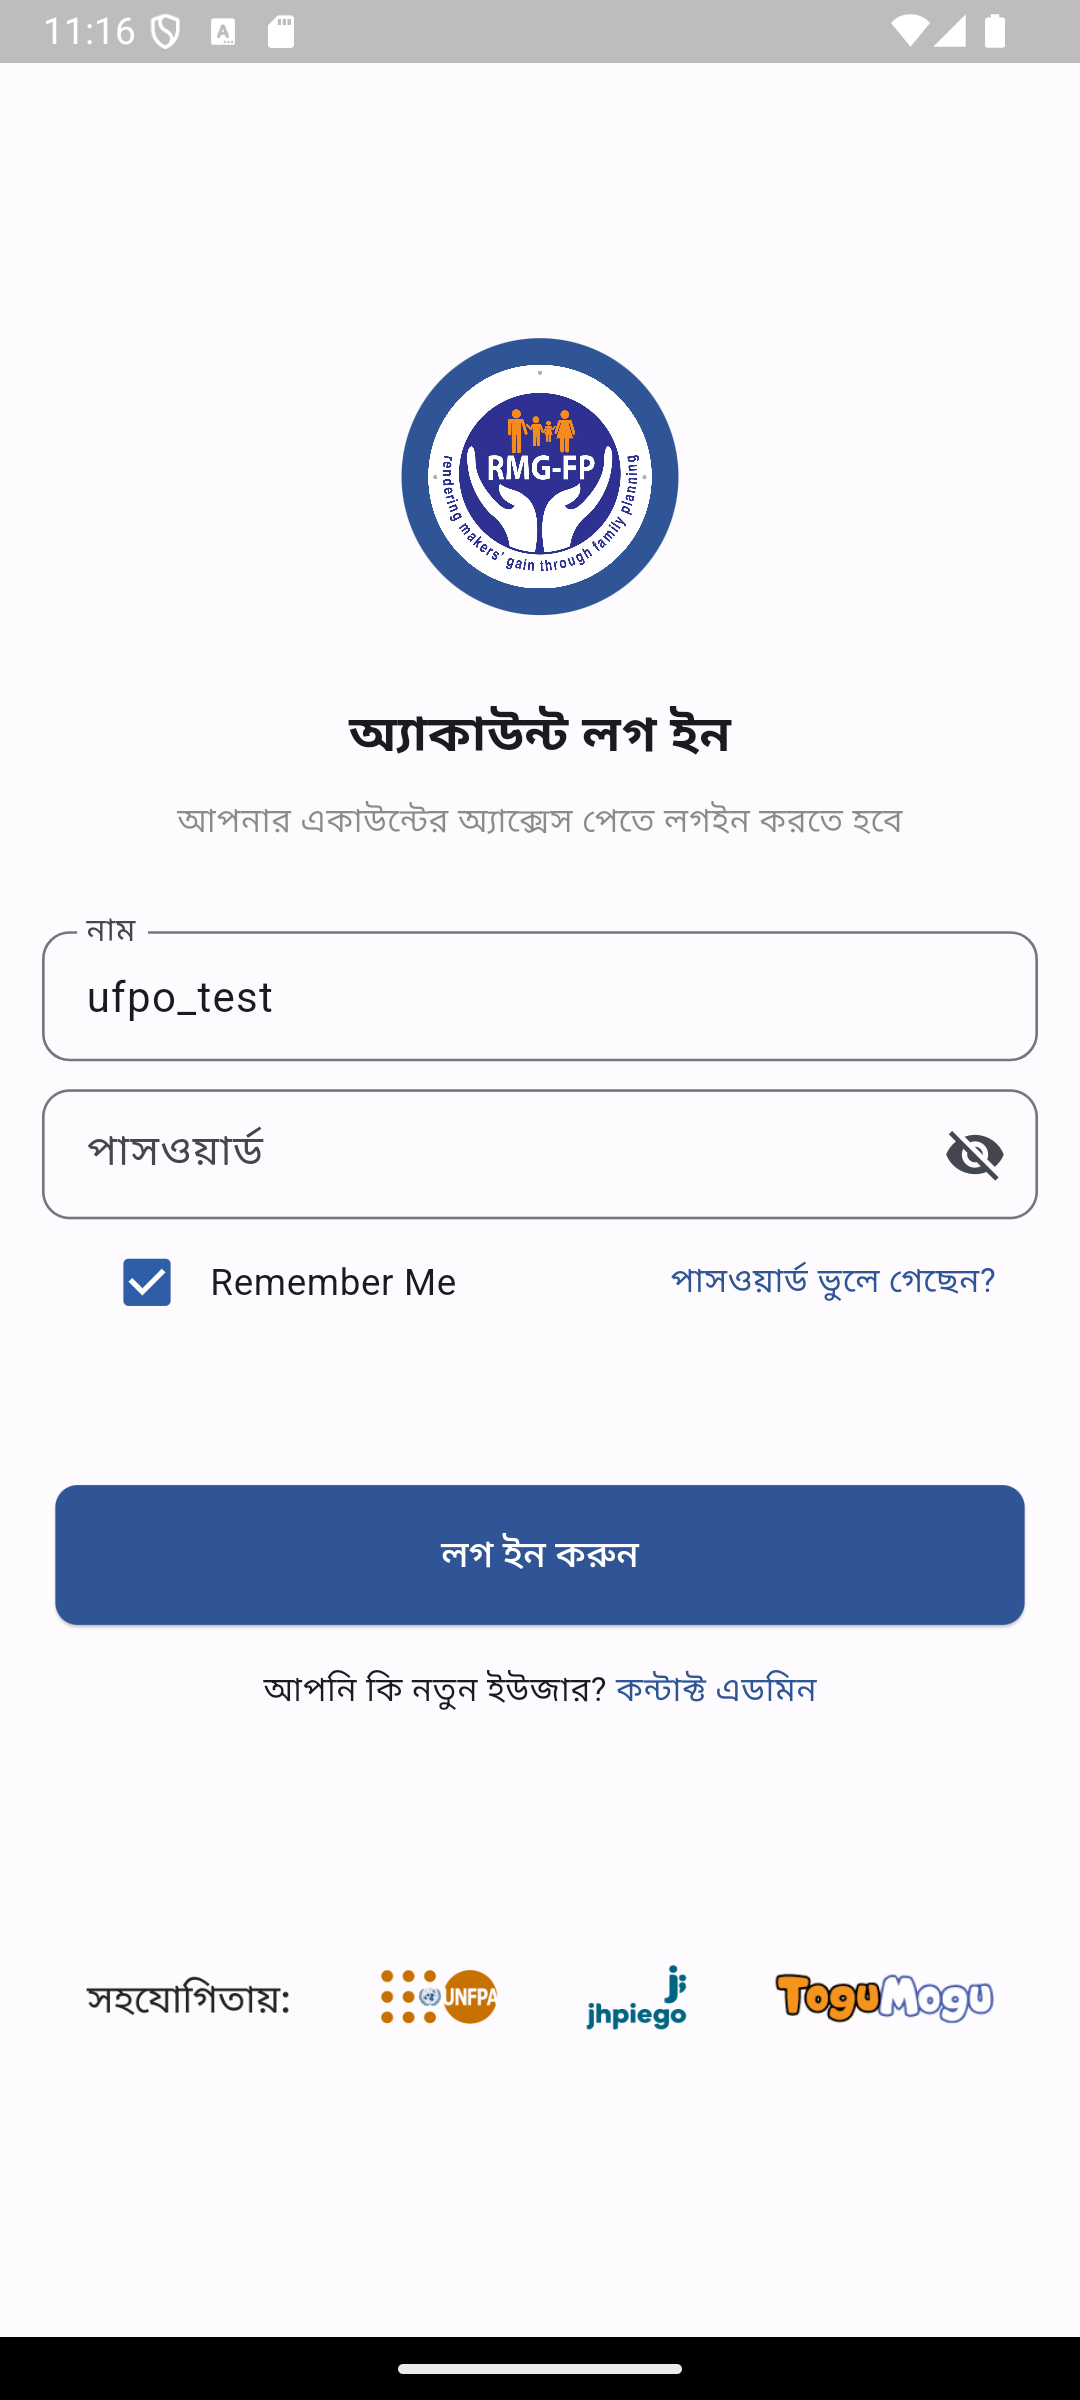 11:16
RMG-FP
rendering makers' gain through family planning
অ্যাকাউন্ট লগ ইন
আপনার একাউন্টের অ্যাক্সেস পেতে লগইন করতে হবে
নাম
ufpo_test
পাসওয়ার্ড
Remember Me
পাসওয়ার্ড ভুলে গেছেন?
লগ ইন করুন
আপনি কি নতুন ইউজার? কন্টাক্ট এডমিন
সহযোগিতায়:
UNFPA
jhpiego
ToguMogu